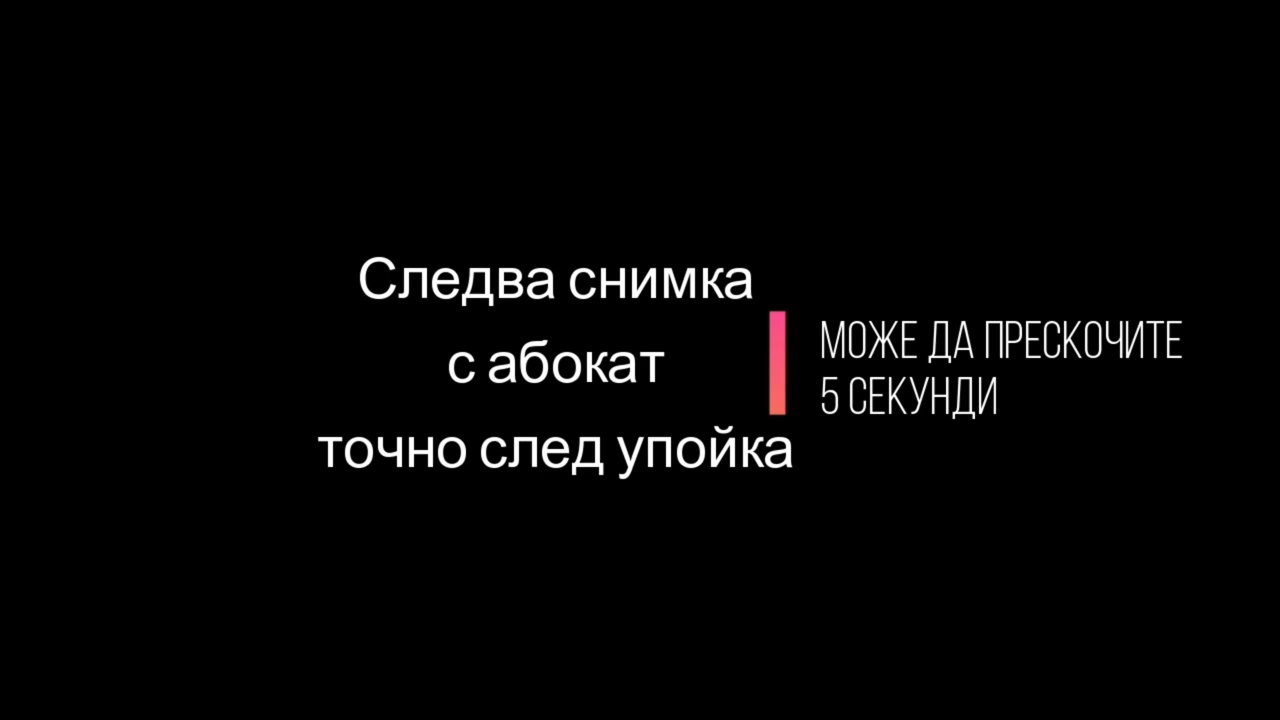 Следва снимка
с абокат
точно след упойка
МОЖЕ ДА ПРЕСКОЧИТЕ
5 СЕКУНДИ